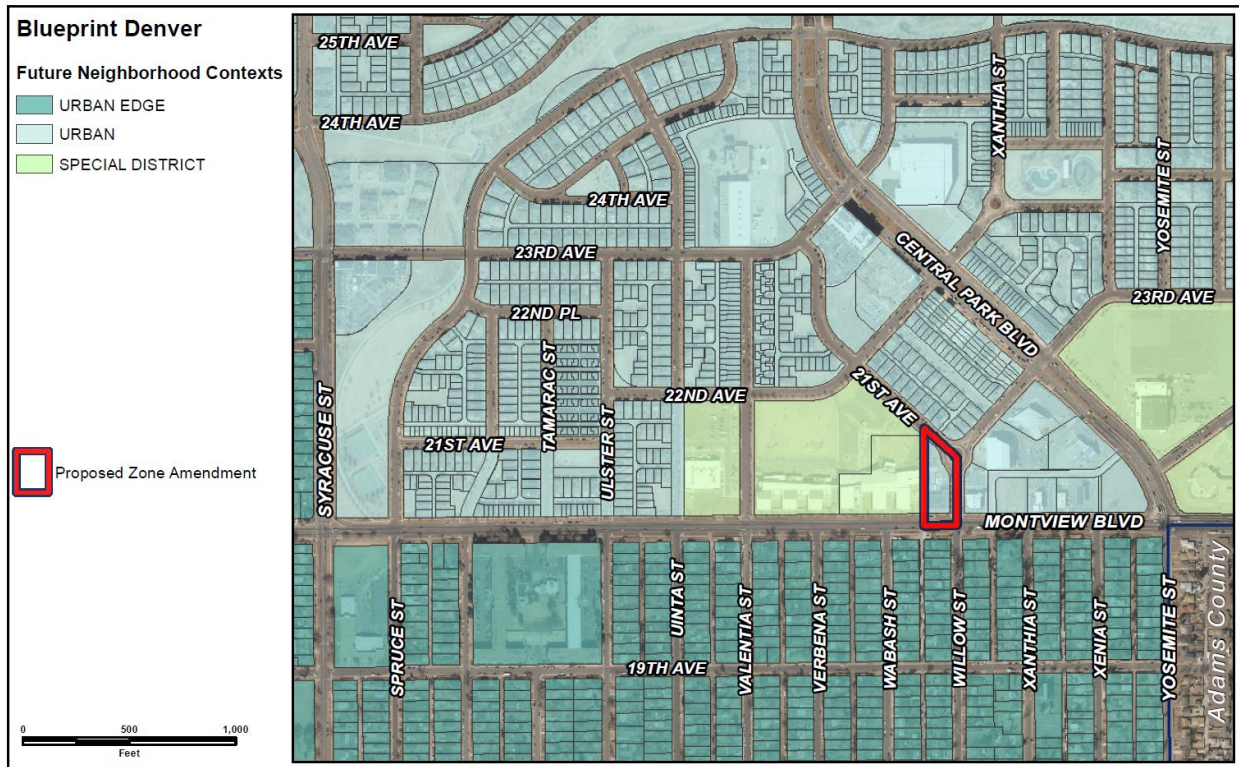 Blueprint Denver
Future Neighborhood Contexts
URBAN EDGE
URBAN
SPECIAL DISTRICT
Proposed Zone Amendment
0 500 1,000
Feet
25TH AVE
24TH AVE
XANTHIA ST
YOSEMITE ST
24TH AVE
23RD AVE
CENTRAL PARK BLVD
23RD AVE
22ND PL
SYRACUSE ST
TAMARAC ST
ULSTER ST
22ND AVE
21ST AVE
21ST AVE
MONTVIEW BLVD
SPRUCE ST
UINTA ST
VALENTIA ST
VERBENA ST
WABASH ST
WILLOW ST
XANTHIA ST
XENIA ST
YOSEMITE ST
Adams County
19TH AVE